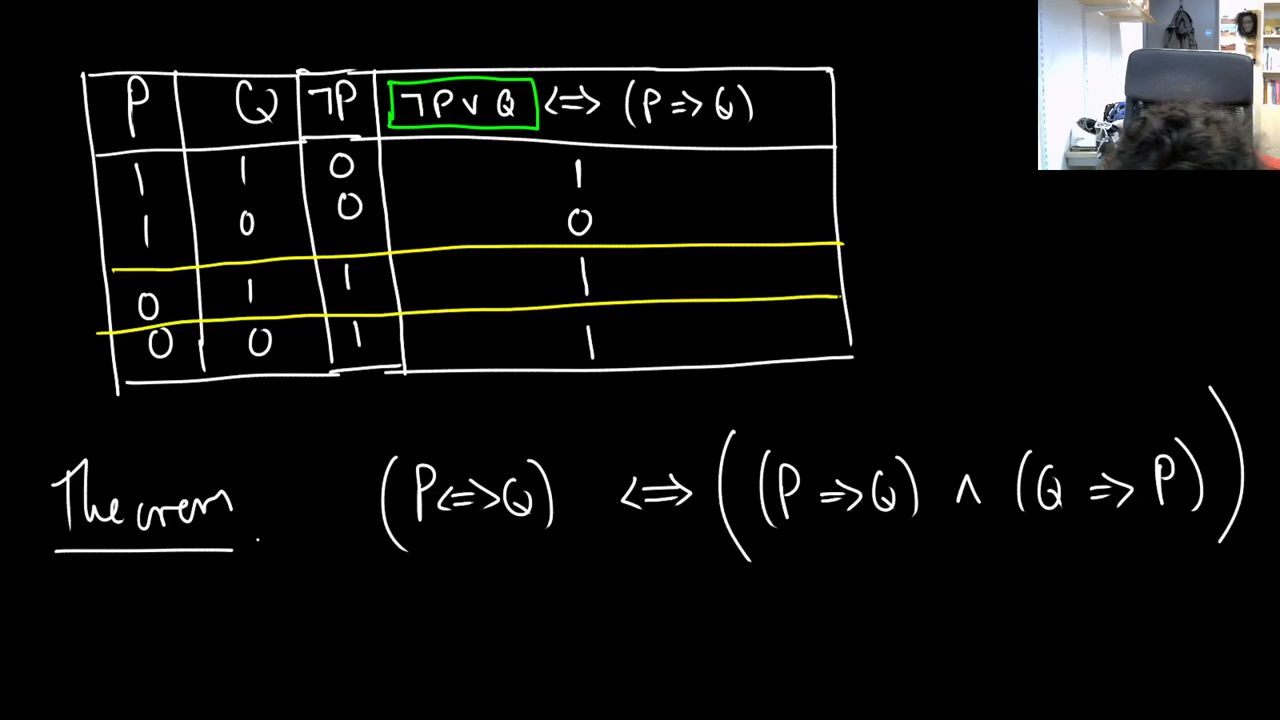 P Q ¬P ¬P ∨ Q <=> (P => Q)
1 1 0 1
1 0 0 0
0 1 1 1
0 0 1 1
Theorem. (P <=> Q) <=> ((P => Q) ∧ (Q => P))